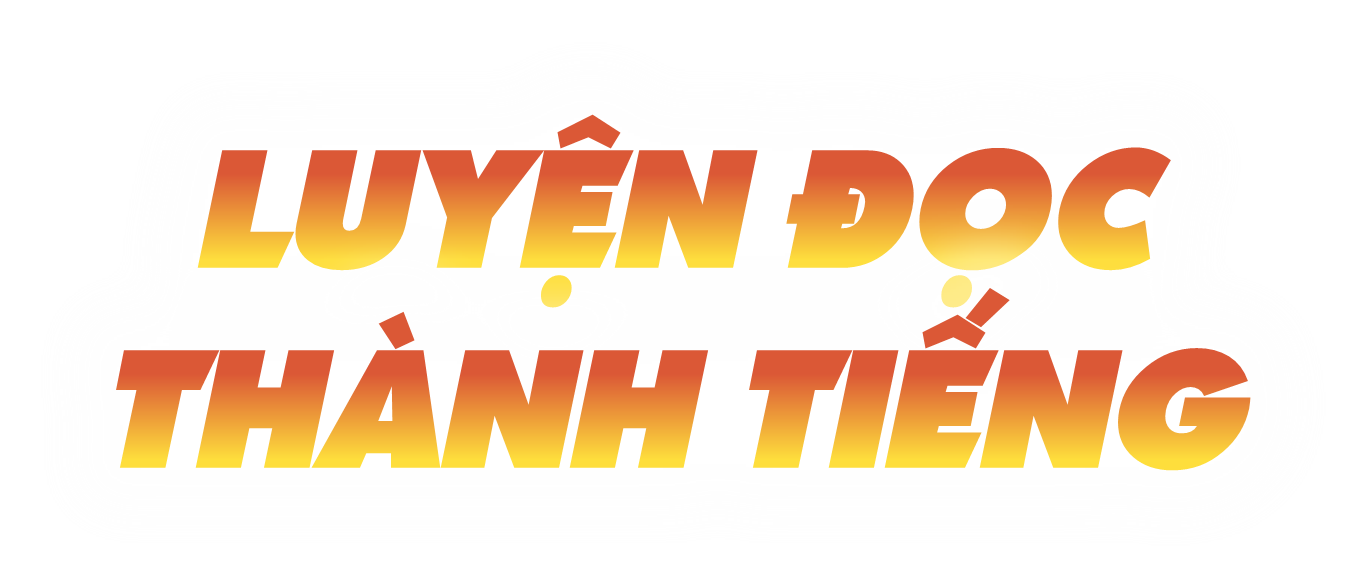 LUYỆN ĐỌC
THÀNH TIẾNG